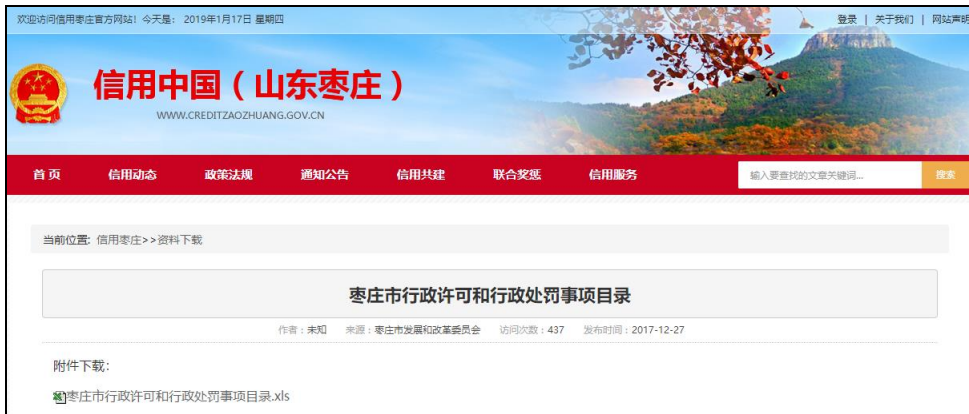 欢迎访问信用枣庄官方网站！今天是： 2019年1月17日 星期四
登录 | 关于我们 | 网站声明
信用中国（山东枣庄）
WWW.CREDITZAOZHUANG.GOV.CN
首 页 信用动态 政策法规 通知公告 信用共建 联合奖惩 信用服务 输入要查找的文章关键词... 搜索
当前位置: 信用枣庄>>资料下载
枣庄市行政许可和行政处罚事项目录
作者：未知 来源：枣庄市发展和改革委员会 访问次数：437 发布时间：2017-12-27
附件下载：
枣庄市行政许可和行政处罚事项目录.xls